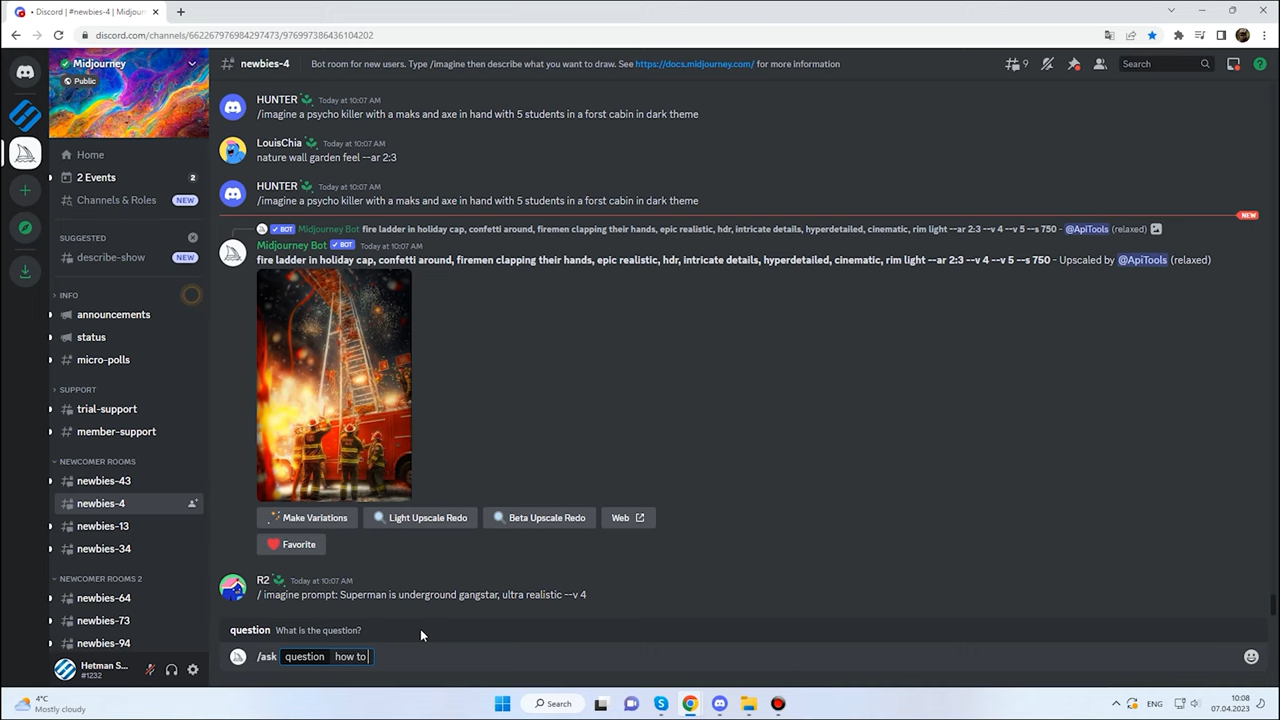 Discord | #newbies-4 | Midjourn
discord.com/channels/662267976984297473/976997386436104202
Midjourney
Public
Home
2 Events
2
Channels & Roles
NEW
SUGGESTED
describe-show
NEW
INFO
announcements
status
micro-polls
SUPPORT
trial-support
member-support
NEWCOMER ROOMS
newbies-43
newbies-4
newbies-13
newbies-34
NEWCOMER ROOMS 2
newbies-64
newbies-73
newbies-94
Hetman S...
#1232
newbies-4
Bot room for new users. Type /imagine then describe what you want to draw. See https://docs.midjourney.com/ for more information
9
Search
HUNTER Today at 10:07 AM
/imagine a psycho killer with a maks and axe in hand with 5 students in a forst cabin in dark theme
LouisChia Today at 10:07 AM
nature wall garden feel --ar 2:3
HUNTER Today at 10:07 AM
/imagine a psycho killer with a maks and axe in hand with 5 students in a forst cabin in dark theme
NEW
BOT Midjourney Bot fire ladder in holiday cap, confetti around, firemen clapping their hands, epic realistic, hdr, intricate details, hyperdetailed, cinematic, rim light --ar 2:3 --v 4 --v 5 --s 750 - @ApiTools (relaxed)
Midjourney Bot BOT Today at 10:07 AM
fire ladder in holiday cap, confetti around, firemen clapping their hands, epic realistic, hdr, intricate details, hyperdetailed, cinematic, rim light --ar 2:3 --v 4 --v 5 --s 750 - Upscaled by @ApiTools (relaxed)
Make Variations
Light Upscale Redo
Beta Upscale Redo
Web
Favorite
R2 Today at 10:07 AM
/ imagine prompt: Superman is underground gangstar, ultra realistic --v 4
question What is the question?
/ask question how to
4°C
Mostly cloudy
Search
ENG
10:08
07.04.2023